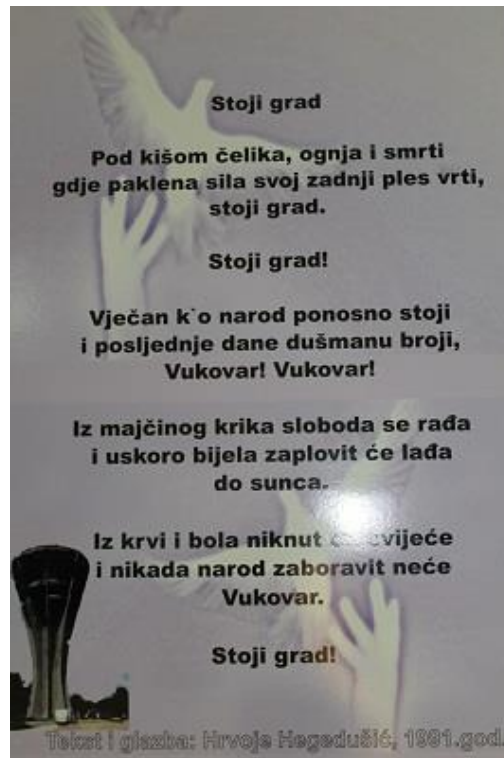 Stoji grad
Pod kišom čelika, ognja i smrti
gdje paklena sila svoj zadnji ples vrti,
stoji grad.
Stoji grad!
Vječan k`o narod ponosno stoji
i posljednje dane dušmanu broji,
Vukovar! Vukovar!
Iz majčinog krika sloboda se rađa
i uskoro bijela zaplovit će lađa
do sunca.
Iz krvi i bola niknut cvijeće
i nikada narod zaboravit neće
Vukovar.
Stoji grad!
Tekst i glazba: Hrvoje Hegedušić, 1991.god.